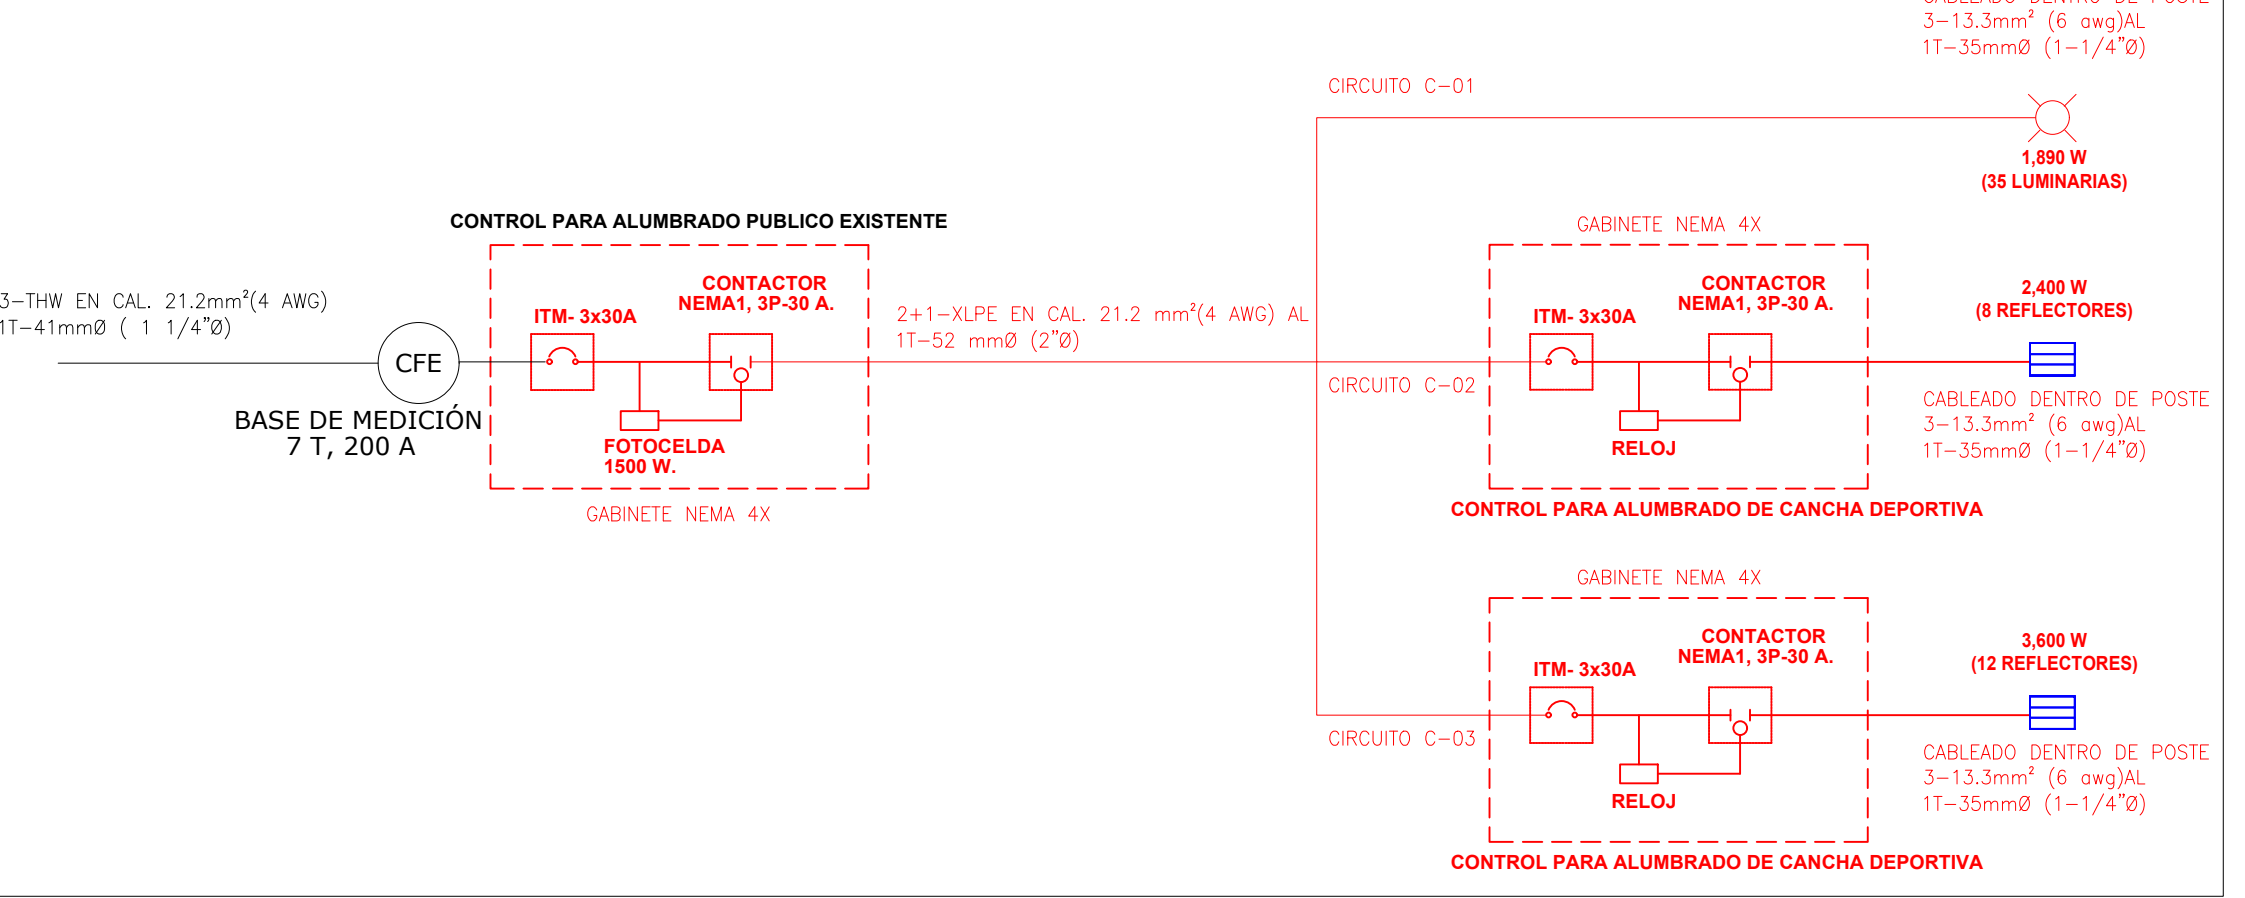 CABLEADO DENTRO DE POSTE
3-13.3mm² (6 awg)AL
1T-35mmØ (1-1/4"Ø)
CIRCUITO C-01
1,890 W
(35 LUMINARIAS)
CONTROL PARA ALUMBRADO PUBLICO EXISTENTE
3-THW EN CAL. 21.2mm²(4 AWG)
1T-41mmØ ( 1 1/4"Ø)
CFE
BASE DE MEDICIÓN
7 T, 200 A
ITM- 3x30A
CONTACTOR
NEMA1, 3P-30 A.
FOTOCELDA
1500 W.
GABINETE NEMA 4X
2+1-XLPE EN CAL. 21.2 mm²(4 AWG) AL
1T-52 mmØ (2"Ø)
CIRCUITO C-02
GABINETE NEMA 4X
ITM- 3x30A
CONTACTOR
NEMA1, 3P-30 A.
RELOJ
CONTROL PARA ALUMBRADO DE CANCHA DEPORTIVA
2,400 W
(8 REFLECTORES)
CABLEADO DENTRO DE POSTE
3-13.3mm² (6 awg)AL
1T-35mmØ (1-1/4"Ø)
CIRCUITO C-03
GABINETE NEMA 4X
ITM- 3x30A
CONTACTOR
NEMA1, 3P-30 A.
RELOJ
CONTROL PARA ALUMBRADO DE CANCHA DEPORTIVA
3,600 W
(12 REFLECTORES)
CABLEADO DENTRO DE POSTE
3-13.3mm² (6 awg)AL
1T-35mmØ (1-1/4"Ø)